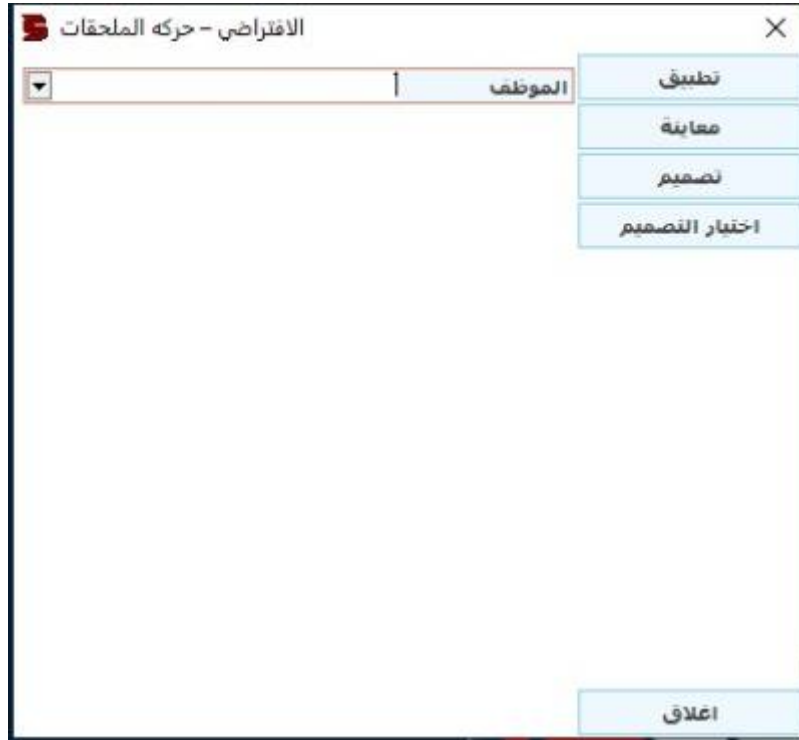 الافتراضي – حركه الملحقات
الموظف
تطبيق
معاينة
تصميم
اختيار التصميم
اغلاق